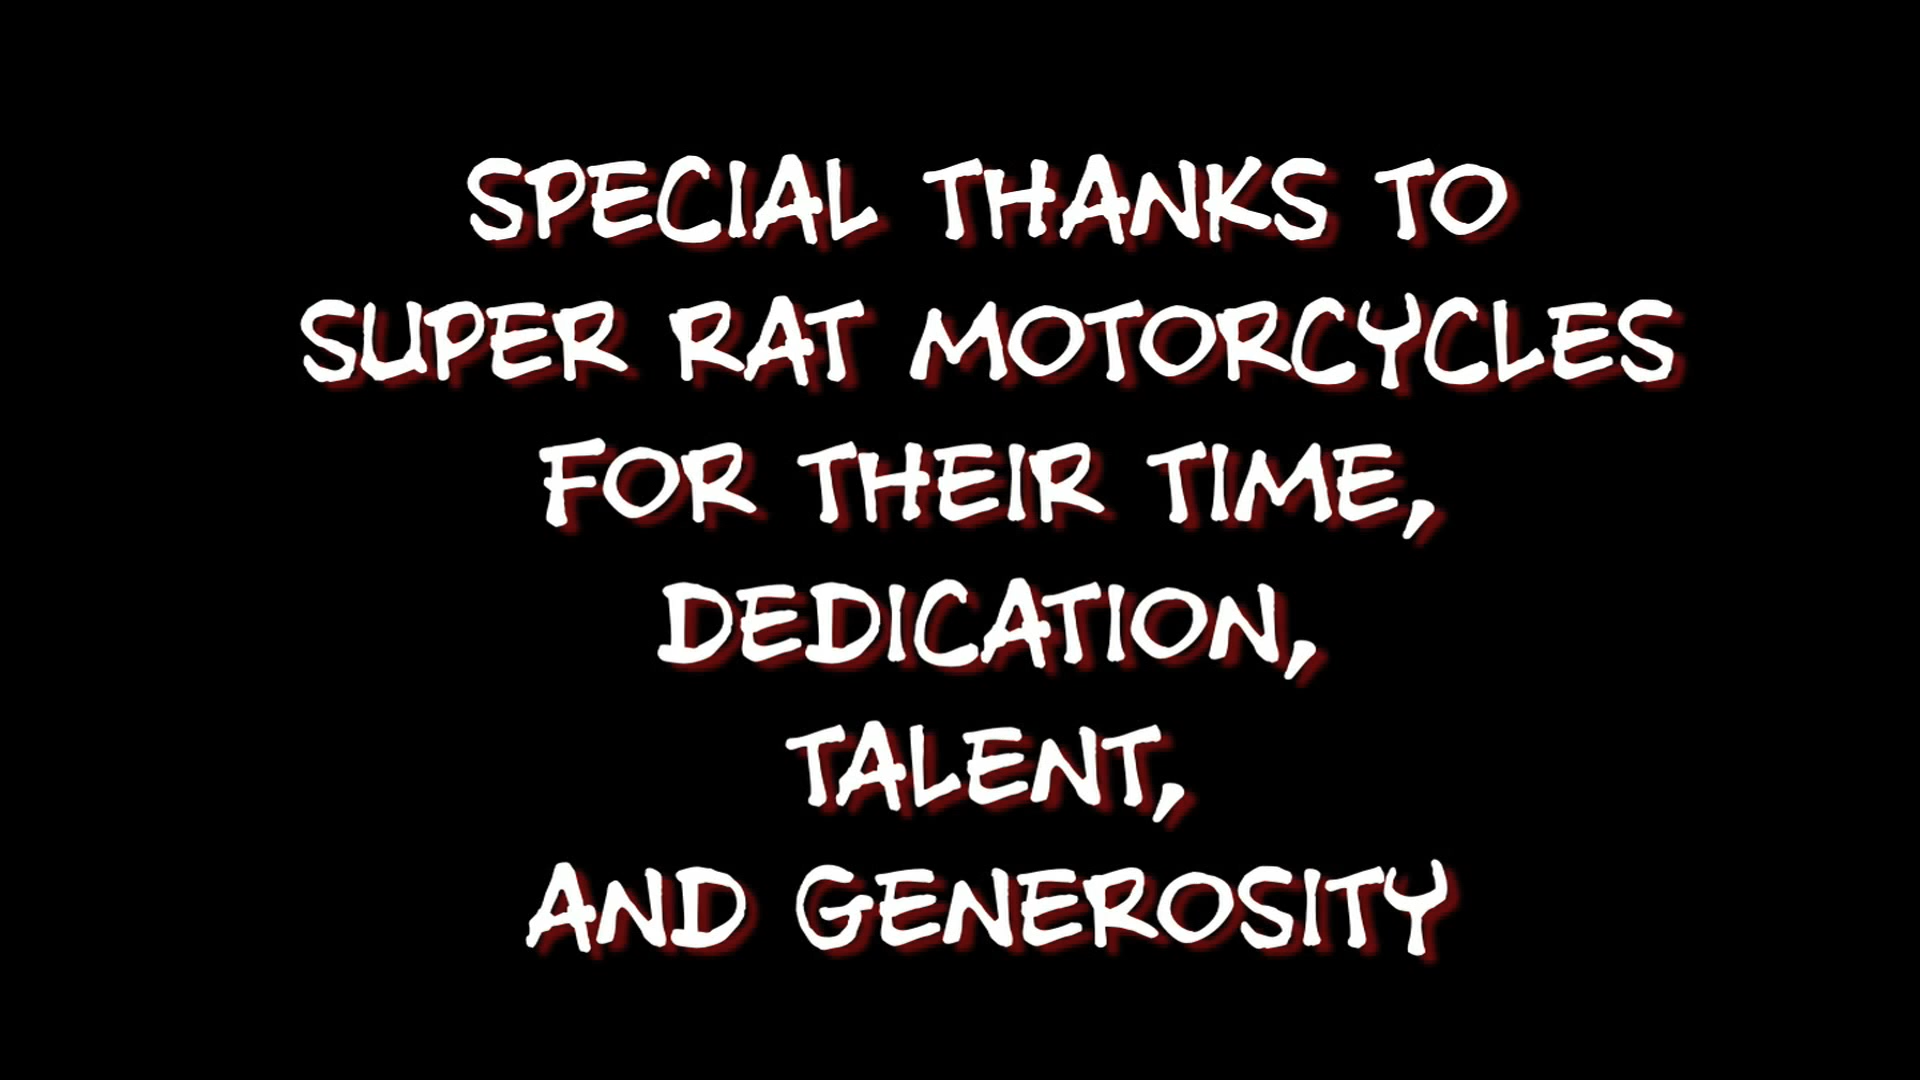 SPECIAL THANKS TO
SUPER RAT MOTORCYCLES
FOR THEIR TIME,
DEDICATION,
TALENT,
AND GENEROSITY